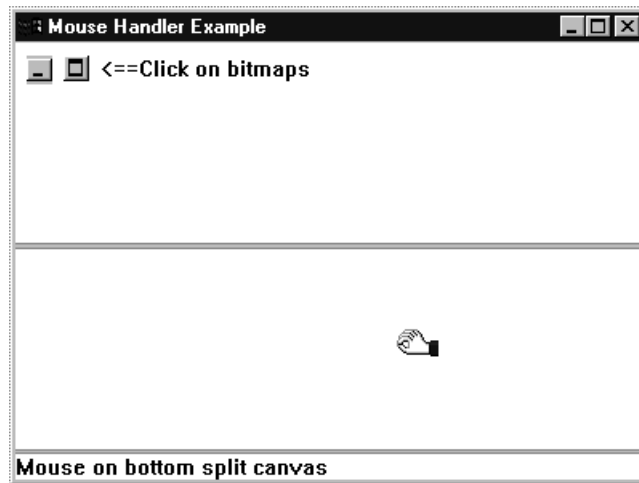 Mouse Handler Example
<==Click on bitmaps
Mouse on bottom split canvas